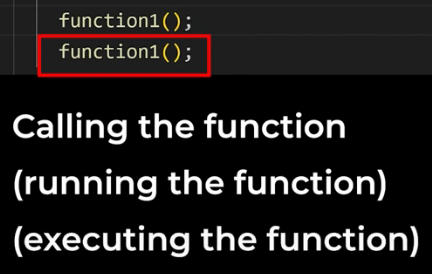 function1();
function1();
Calling the function
(running the function)
(executing the function)